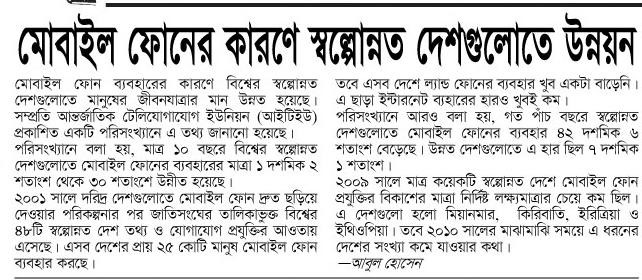 মোবাইল ফোনের কারণে স্বল্পোন্নত দেশগুলোতে উন্নয়ন
মোবাইল ফোন ব্যবহারের কারণে বিশ্বের স্বল্পোন্নত
দেশগুলোতে মানুষের জীবনযাত্রার মান উন্নত হয়েছে।
সম্প্রতি আন্তর্জাতিক টেলিযোগাযোগ ইউনিয়ন (আইটিইউ)
প্রকাশিত একটি পরিসংখ্যানে এ তথ্য জানানো হয়েছে।
পরিসংখ্যানে বলা হয়, মাত্র ১০ বছরে বিশ্বের স্বল্পোন্নত
দেশগুলোতে মোবাইল ফোনের ব্যবহারের মাত্রা ১ দশমিক ২
শতাংশ থেকে ৩০ শতাংশে উন্নীত হয়েছে।
২০০১ সালে দরিদ্র দেশগুলোতে মোবাইল ফোন দ্রুত ছড়িয়ে
দেওয়ার পরিকল্পনার পর জাতিসংঘের তালিকাভুক্ত বিশ্বের
৪৮টি স্বল্পোন্নত দেশ তথ্য ও যোগাযোগ প্রযুক্তির আওতায়
এসেছে। এসব দেশের প্রায় ২৫ কোটি মানুষ মোবাইল ফোন
ব্যবহার করছে।
তবে এসব দেশে ল্যান্ড ফোনের ব্যবহার খুব একটা বাড়েনি।
এ ছাড়া ইন্টারনেট ব্যহারের হারও খুবই কম।
পরিসংখ্যানে আরও বলা হয়, গত পাঁচ বছরে স্বল্পোন্নত
দেশগুলোতে মোবাইল ফোনের ব্যবহার ৪২ দশমিক ৬
শতাংশ বেড়েছে। উন্নত দেশগুলোতে এ হার ছিল ৭ দশমিক
১ শতাংশ।
২০০৯ সালে মাত্র কয়েকটি স্বল্পোন্নত দেশে মোবাইল ফোন
প্রযুক্তির বিকাশের মাত্রা নির্দিষ্ট লক্ষ্যমাত্রার চেয়ে কম ছিল।
এ দেশগুলো হলো মিয়ানমার, কিরিবাতি, ইরিত্রিয়া ও
ইথিওপিয়া। তবে ২০১০ সালের মাঝামাঝি সময়ে এ ধরনের
দেশের সংখ্যা কমে যাওয়ার কথা।
—আবুল হোসেন